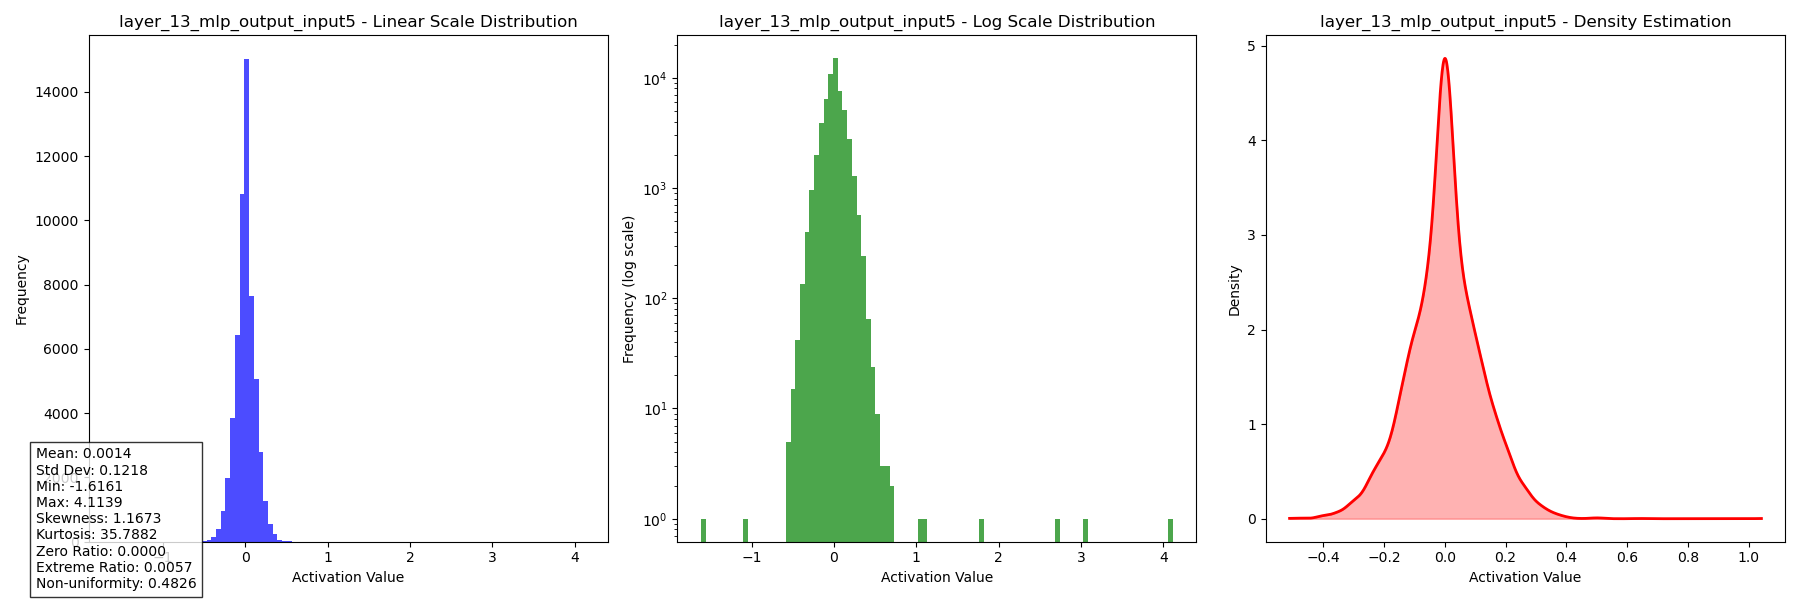 layer_13_mlp_output_input5 - Linear Scale Distribution
Frequency
14000
12000
10000
8000
6000
4000
2000
0
−1 0 1 2 3 4
Activation Value
Mean: 0.0014
Std Dev: 0.1218
Min: -1.6161
Max: 4.1139
Skewness: 1.1673
Kurtosis: 35.7882
Zero Ratio: 0.0000
Extreme Ratio: 0.0057
Non-uniformity: 0.4826
layer_13_mlp_output_input5 - Log Scale Distribution
Frequency (log scale)
10⁴
10³
10²
10¹
10⁰
−1 0 1 2 3 4
Activation Value
layer_13_mlp_output_input5 - Density Estimation
Density
5
4
3
2
1
0
−0.4 −0.2 0.0 0.2 0.4 0.6 0.8 1.0
Activation Value